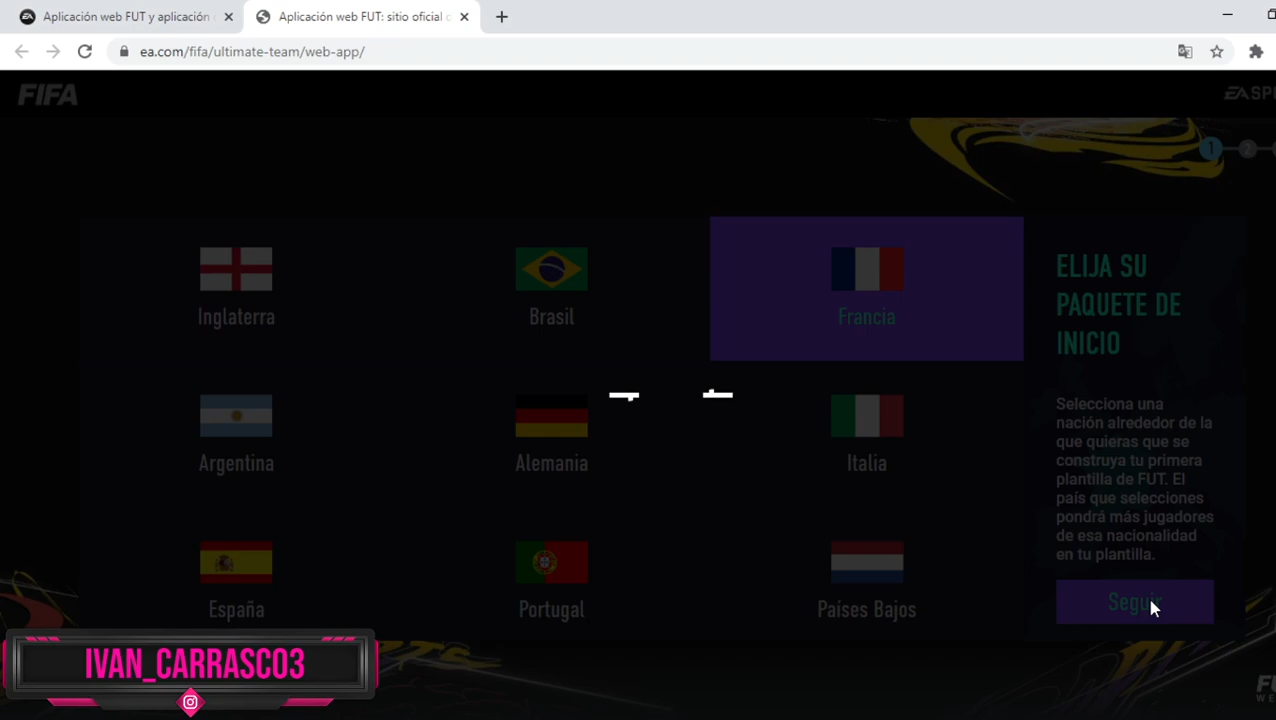 Aplicación web FUT y aplicación
Aplicación web FUT: sitio oficial
ea.com/fifa/ultimate-team/web-app/
FIFA
1
2
Inglaterra
Brasil
Francia
Argentina
Alemania
Italia
España
Portugal
Países Bajos
ELIJA SU
PAQUETE DE
INICIO
Selecciona una
nación alrededor de la
que quieras que se
construya tu primera
plantilla de FUT. El
país que selecciones
pondrá más jugadores
de esa nacionalidad
en tu plantilla.
Seguir
IVAN_CARRASCO3